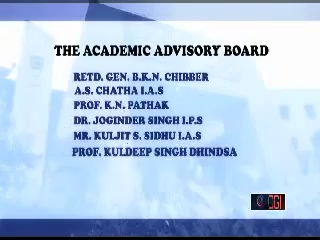 THE ACADEMIC ADVISORY BOARD
RETD. GEN. B.K.N. CHIBBER
A.S. CHATHA I.A.S
PROF. K.N. PATHAK
DR. JOGINDER SINGH I.P.S
MR. KULJIT S. SIDHU I.A.S
PROF. KULDEEP SINGH DHINDSA
CGI